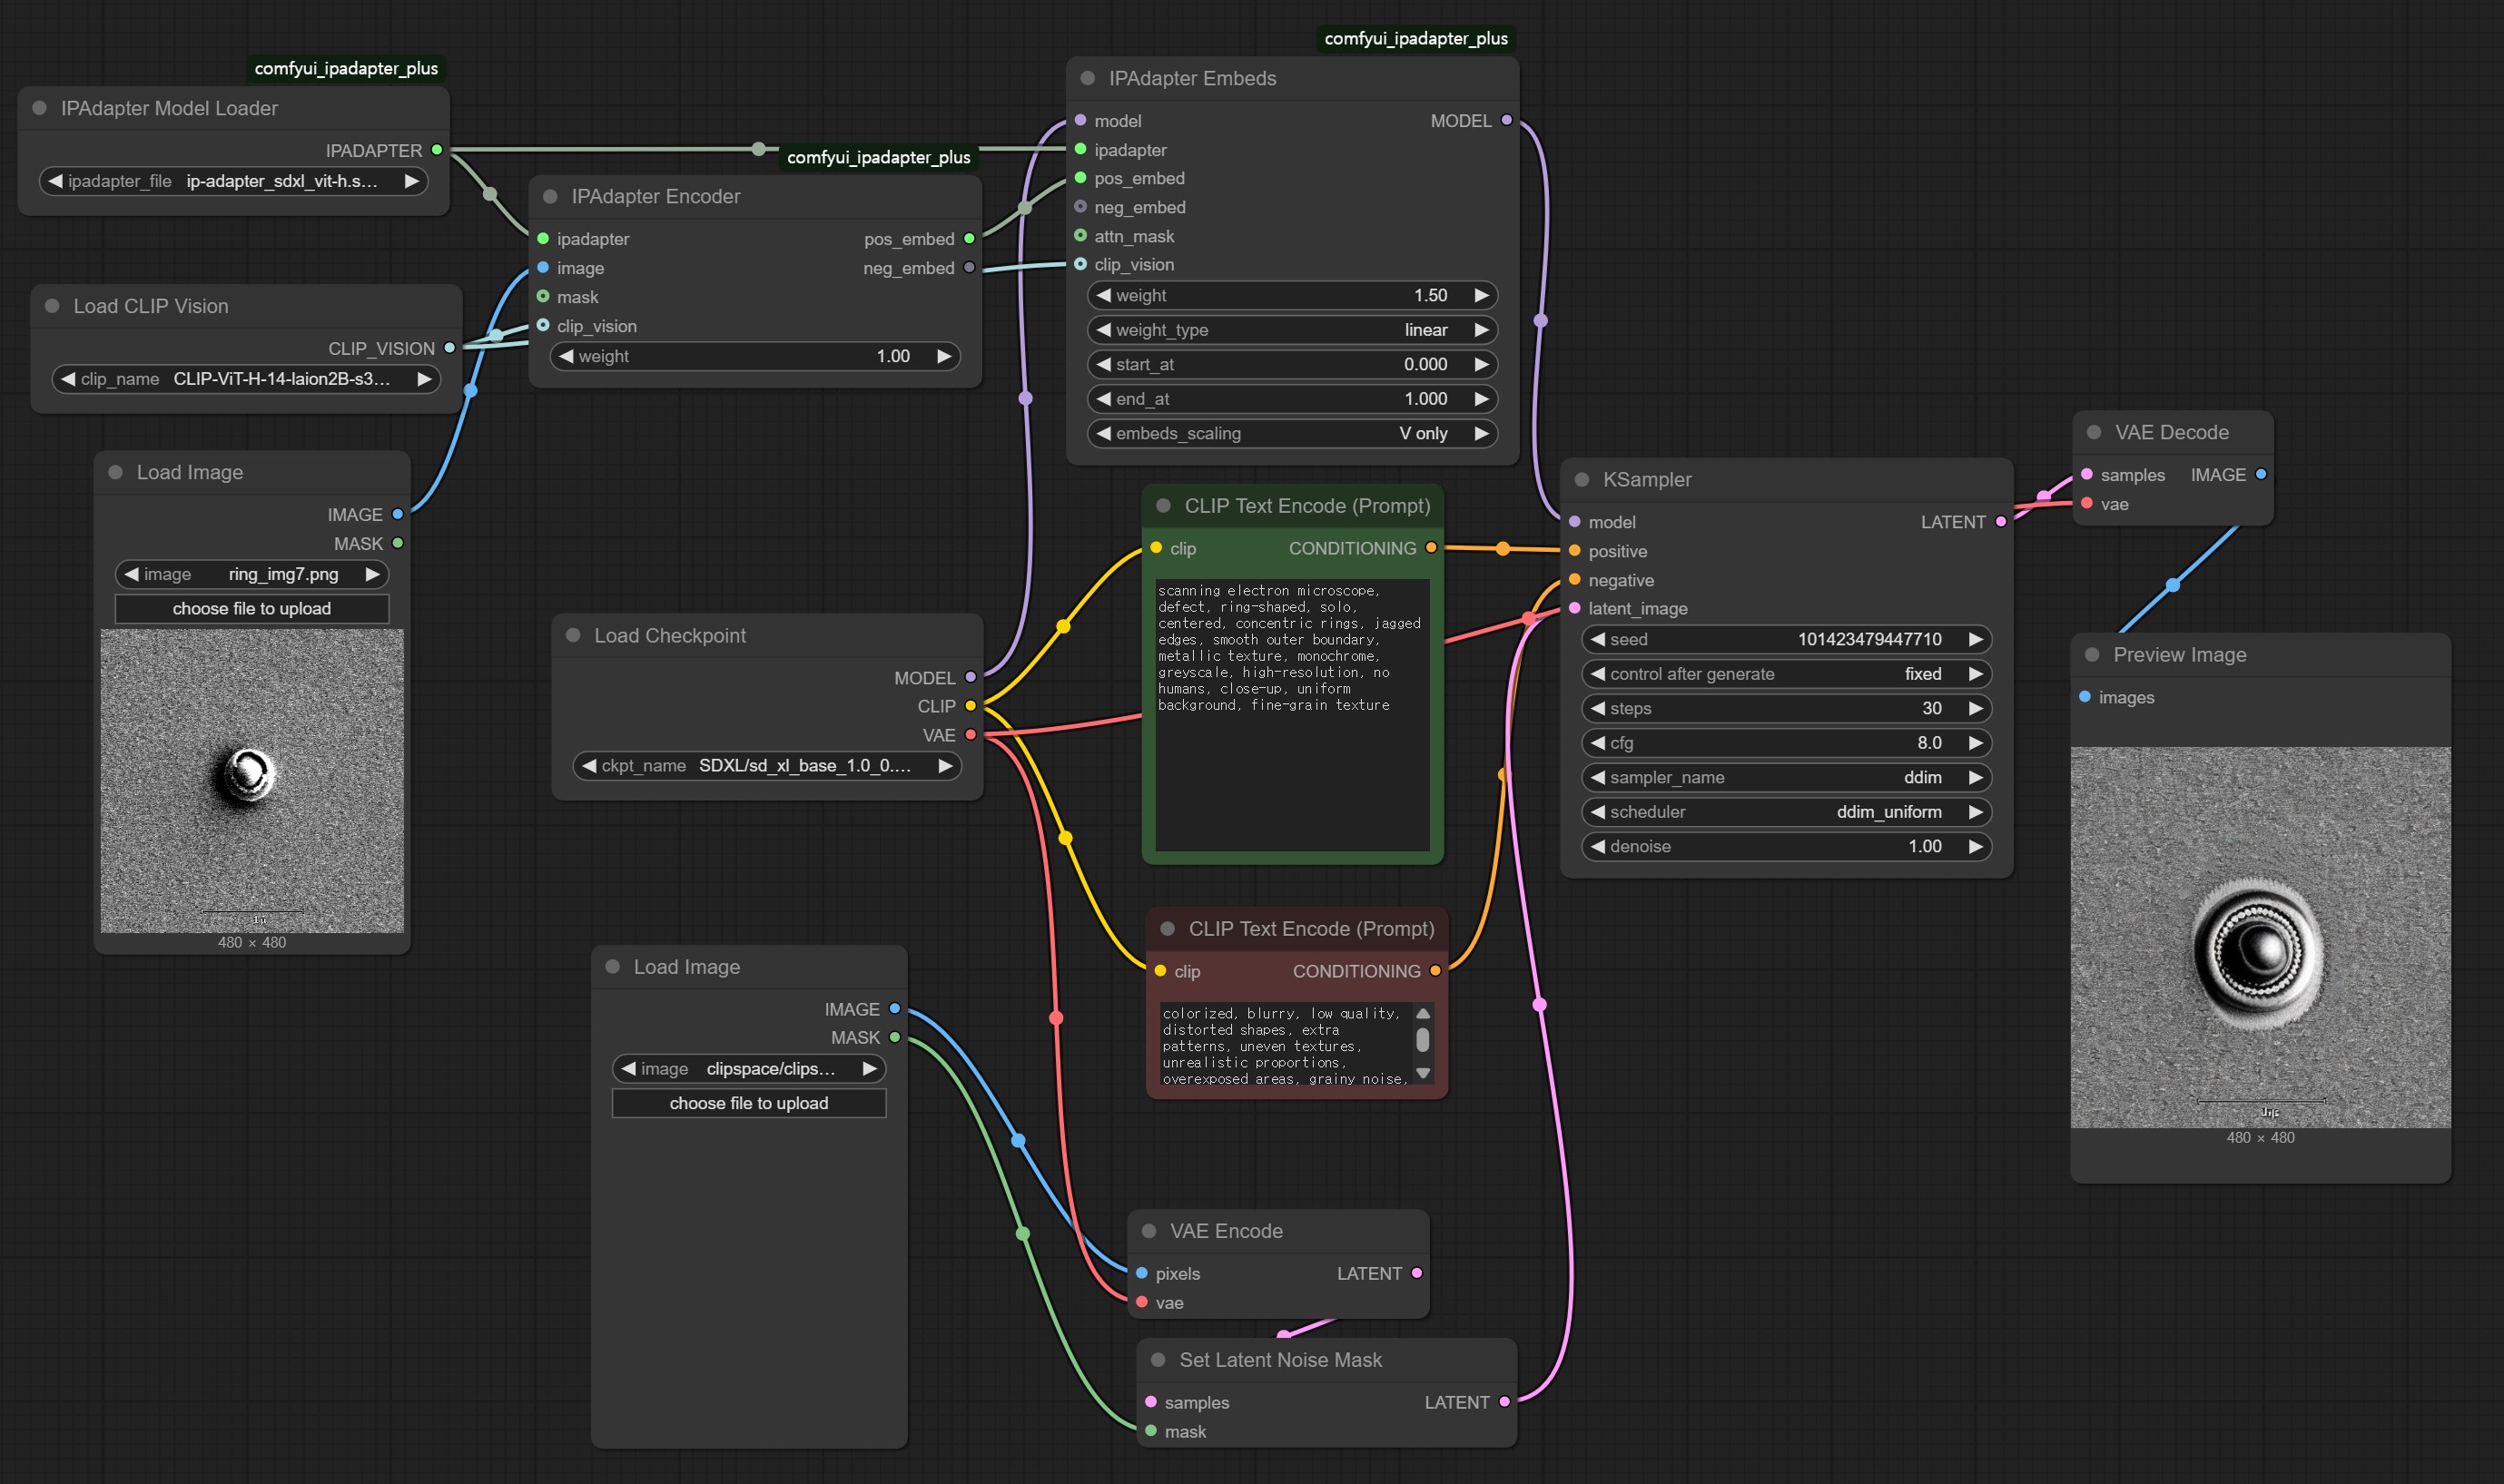 comfyui_ipadapter_plus
IPAdapter Model Loader
IPADAPTER
ipadapter_file ip-adapter_sdxl_vit-h.s...
Load CLIP Vision
CLIP_VISION
clip_name CLIP-ViT-H-14-laion2B-s3...
Load Image
IMAGE
MASK
image ring_img7.png
choose file to upload
480 × 480
comfyui_ipadapter_plus
IPAdapter Encoder
ipadapter pos_embed
image neg_embed
mask
clip_vision
weight 1.00
Load Checkpoint
MODEL
CLIP
VAE
ckpt_name SDXL/sd_xl_base_1.0_0....
Load Image
IMAGE
MASK
image clipspace/clips...
choose file to upload
comfyui_ipadapter_plus
IPAdapter Embeds
model MODEL
ipadapter
pos_embed
neg_embed
attn_mask
clip_vision
weight 1.50
weight_type linear
start_at 0.000
end_at 1.000
embeds_scaling V only
CLIP Text Encode (Prompt)
clip CONDITIONING
scanning electron microscope,
defect, ring-shaped, solo,
centered, concentric rings, jagged
edges, smooth outer boundary,
metallic texture, monochrome,
greyscale, high-resolution, no
humans, close-up, uniform
background, fine-grain texture
CLIP Text Encode (Prompt)
clip CONDITIONING
colorized, blurry, low quality,
distorted shapes, extra
patterns, uneven textures,
unrealistic proportions,
overexposed areas, grainy noise,
VAE Encode
pixels LATENT
vae
Set Latent Noise Mask
samples LATENT
mask
KSampler
model LATENT
positive
negative
latent_image
seed 101423479447710
control after generate fixed
steps 30
cfg 8.0
sampler_name ddim
scheduler ddim_uniform
denoise 1.00
VAE Decode
samples IMAGE
vae
Preview Image
images
480 × 480